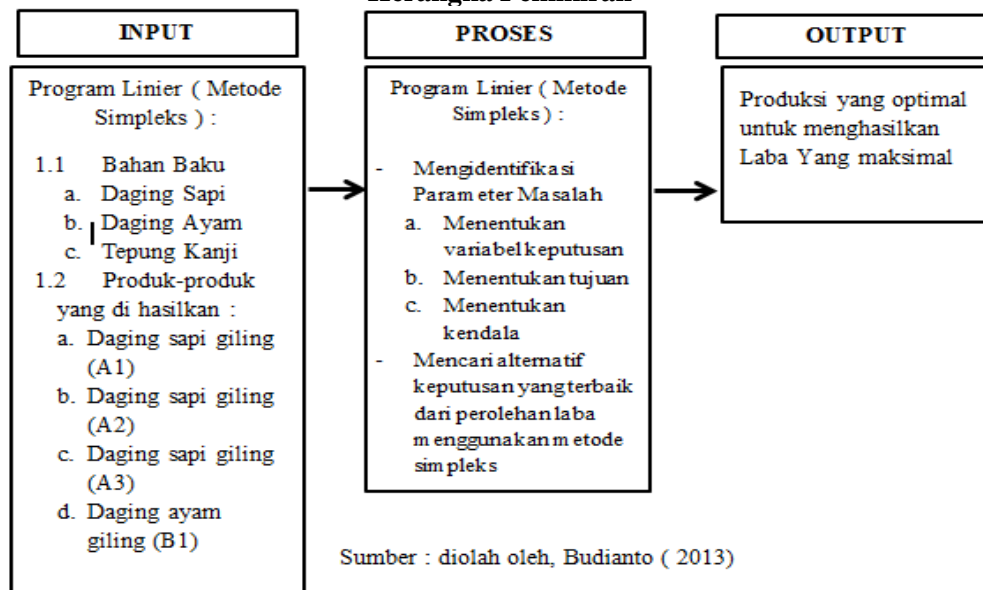 INPUT
Program Linier ( Metode
Simpleks ) :
1.1 Bahan Baku
a. Daging Sapi
b. Daging Ayam
c. Tepung Kanji
1.2 Produk-produk
yang di hasilkan :
a. Daging sapi giling
(A1)
b. Daging sapi giling
(A2)
c. Daging sapi giling
(A3)
d. Daging ayam
giling (B1)
PROSES
Program Linier ( Metode
Simpleks ) :
- Mengidentifikasi
Parameter Masalah
a. Menentukan
variabel keputusan
b. Menentukan tujuan
c. Menentukan
kendala
- Mencari alternatif
keputusan yang terbaik
dari perolehan laba
menggunakan metode
simpleks
OUTPUT
Produksi yang optimal
untuk menghasilkan
Laba Yang maksimal
Sumber : diolah oleh, Budianto ( 2013)